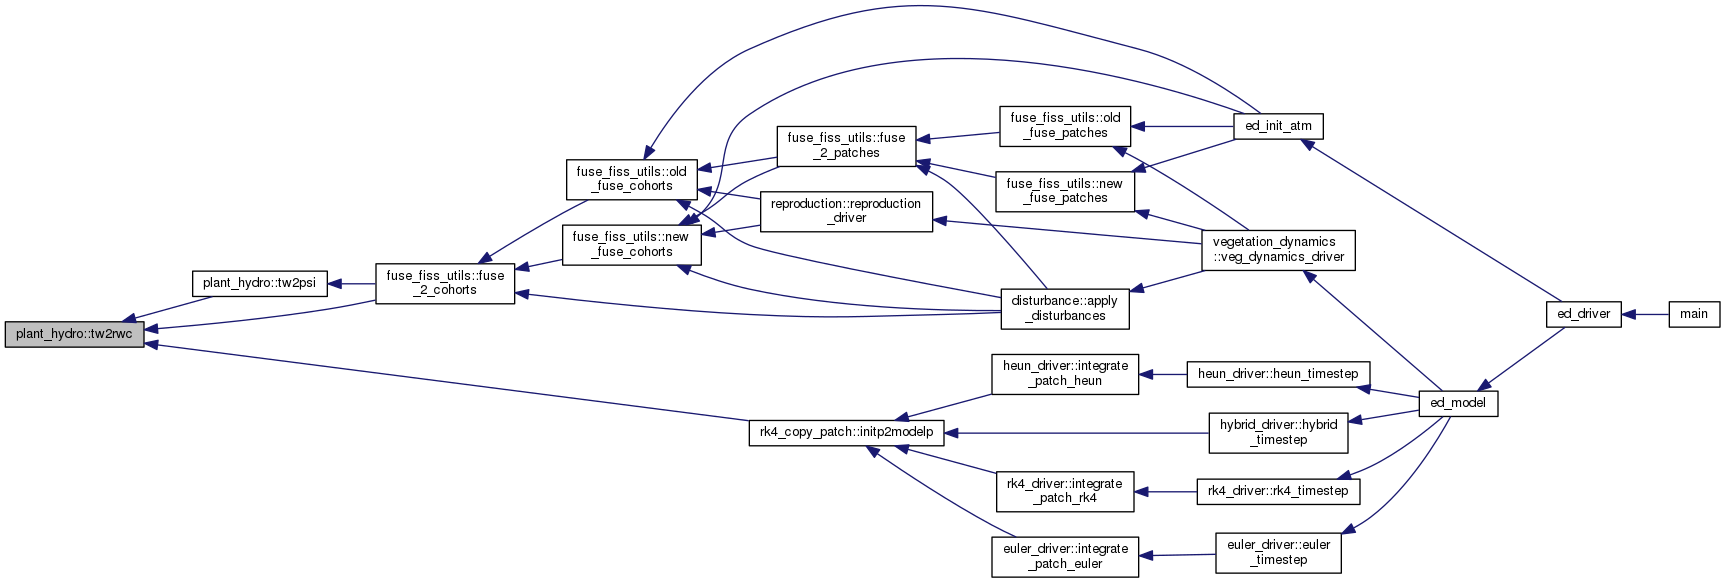 plant_hydro::tw2rwc
plant_hydro::tw2psi
fuse_fiss_utils::fuse
_2_cohorts
fuse_fiss_utils::old
_fuse_cohorts
fuse_fiss_utils::new
_fuse_cohorts
fuse_fiss_utils::fuse
_2_patches
reproduction::reproduction
_driver
fuse_fiss_utils::old
_fuse_patches
fuse_fiss_utils::new
_fuse_patches
disturbance::apply
_disturbances
ed_init_atm
vegetation_dynamics
::veg_dynamics_driver
rk4_copy_patch::initp2modelp
heun_driver::integrate
_patch_heun
heun_driver::heun_timestep
hybrid_driver::hybrid
_timestep
rk4_driver::integrate
_patch_rk4
rk4_driver::rk4_timestep
euler_driver::integrate
_patch_euler
euler_driver::euler
_timestep
ed_model
ed_driver
main